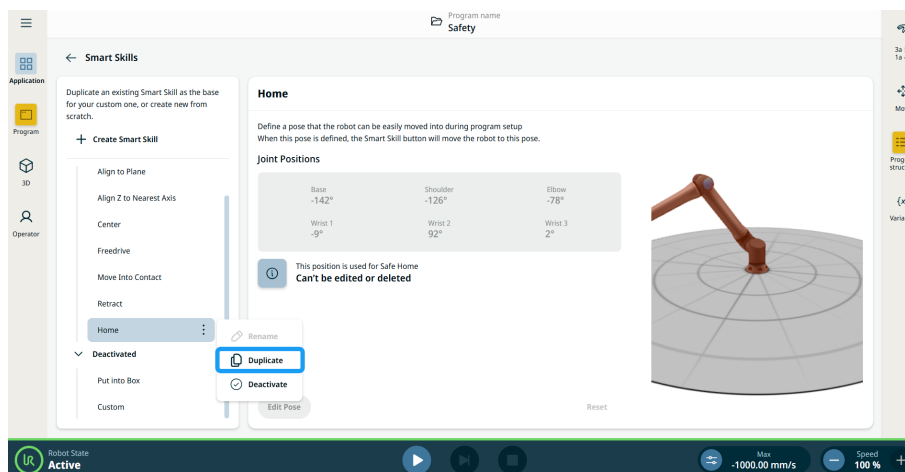 Program name
Safety
Application
Program
3D
Operator
Smart Skills
Duplicate an existing Smart Skill as the base
for your custom one, or create new from
scratch.
Create Smart Skill
Align to Plane
Align Z to Nearest Axis
Center
Freedrive
Move Into Contact
Retract
Home
Deactivated
Put into Box
Custom
Rename
Duplicate
Deactivate
Home
Define a pose that the robot can be easily moved into during program setup
When this pose is defined, the Smart Skill button will move the robot to this pose.
Joint Positions
Base Shoulder Elbow
-142° -126° -78°
Wrist 1 Wrist 2 Wrist 3
-9° 92° 2°
This position is used for Safe Home
Can't be edited or deleted
Edit Pose Reset
3a
1a
Mo
Prog
struc
{x
Varia
Robot State
Active
Max
-1000.00 mm/s
Speed
100 %